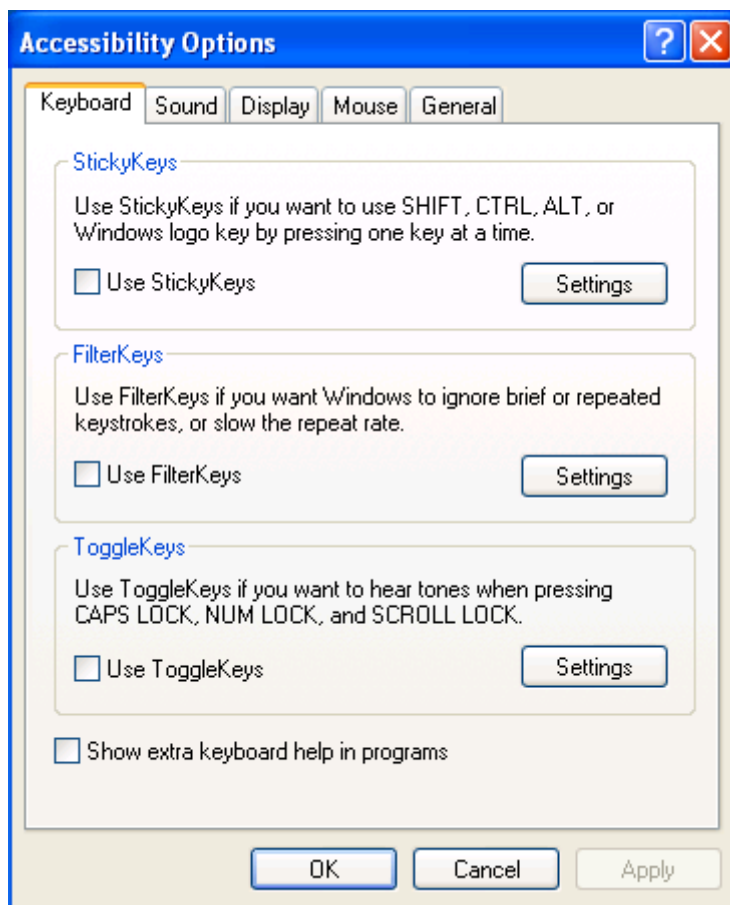 Accessibility Options
?
Keyboard Sound Display Mouse General
StickyKeys
Use StickyKeys if you want to use SHIFT, CTRL, ALT, or
Windows logo key by pressing one key at a time.
Use StickyKeys Settings
FilterKeys
Use FilterKeys if you want Windows to ignore brief or repeated
keystrokes, or slow the repeat rate.
Use FilterKeys Settings
ToggleKeys
Use ToggleKeys if you want to hear tones when pressing
CAPS LOCK, NUM LOCK, and SCROLL LOCK.
Use ToggleKeys Settings
Show extra keyboard help in programs
OK Cancel Apply